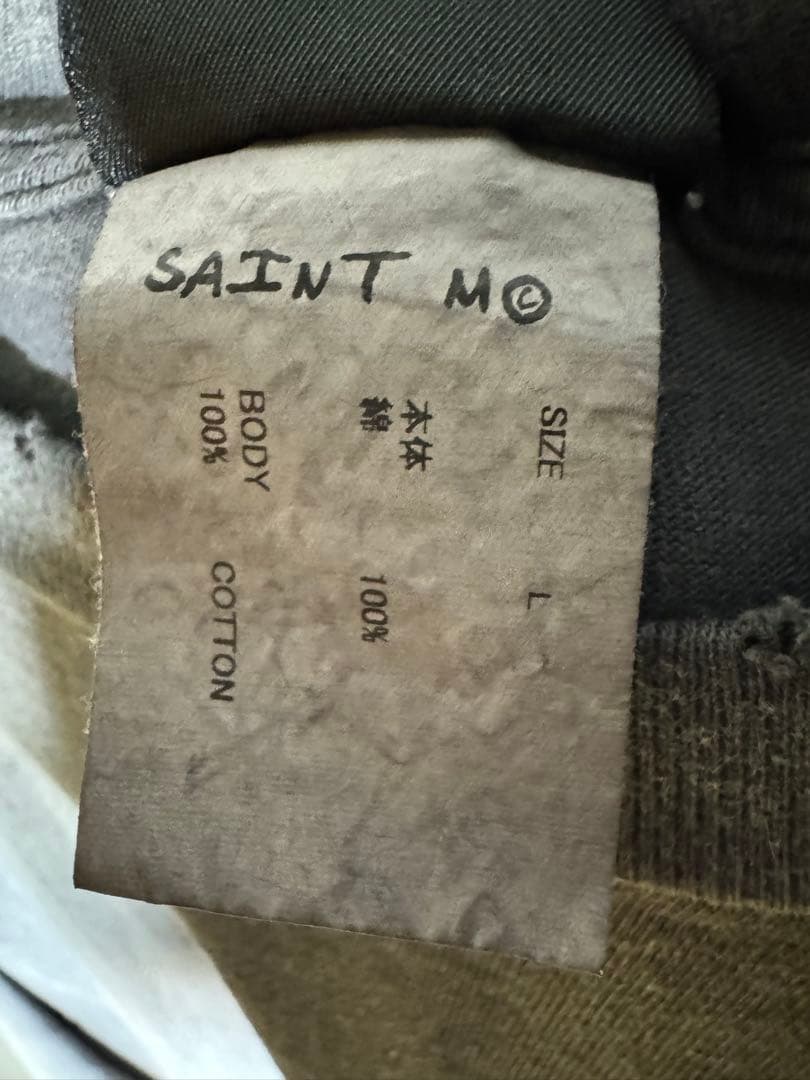 SAINT M©
SIZE L
本体
綿 100%
BODY
100% COTTON